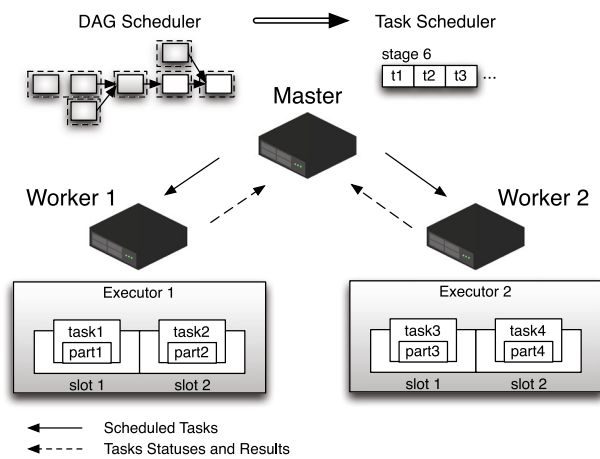 DAG Scheduler
Task Scheduler
stage 6
t1 t2 t3 ...
Master
Worker 1
Worker 2
Executor 1
task1
part1
task2
part2
slot 1
slot 2
Executor 2
task3
part3
task4
part4
slot 1
slot 2
Scheduled Tasks
Tasks Statuses and Results